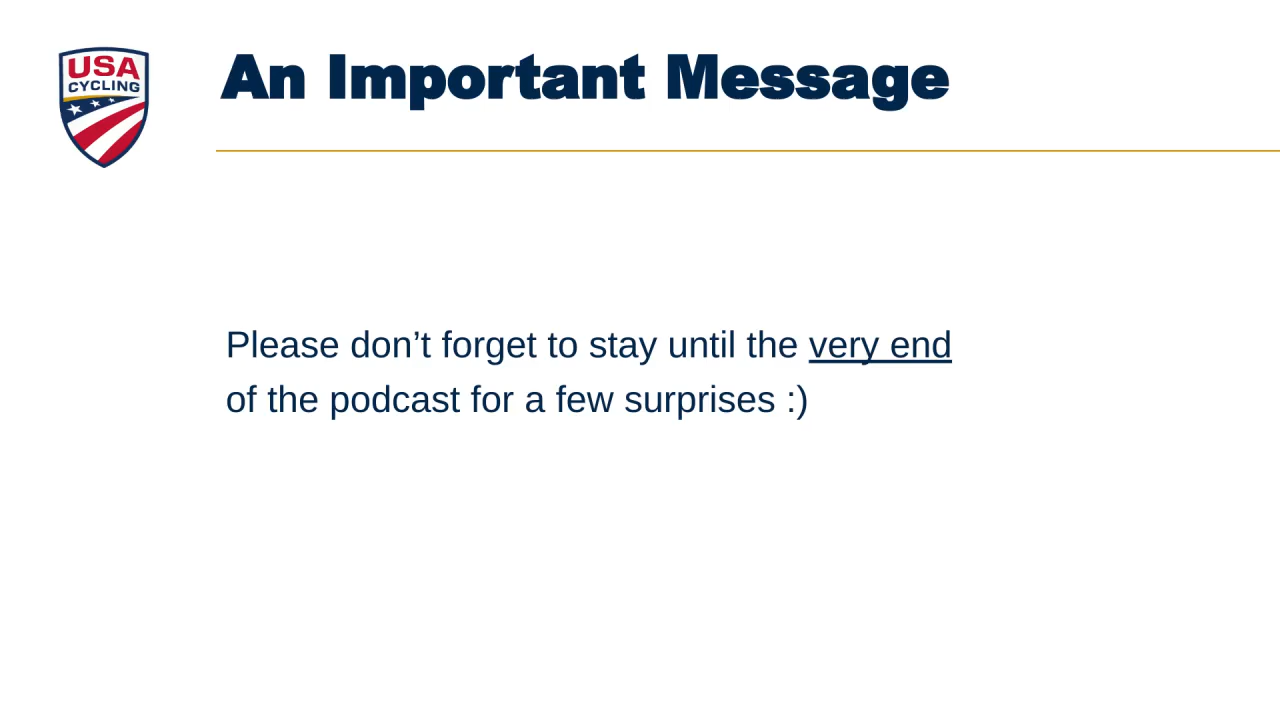 USA
CYCLING
An Important Message
Please don’t forget to stay until the very end
of the podcast for a few surprises :)